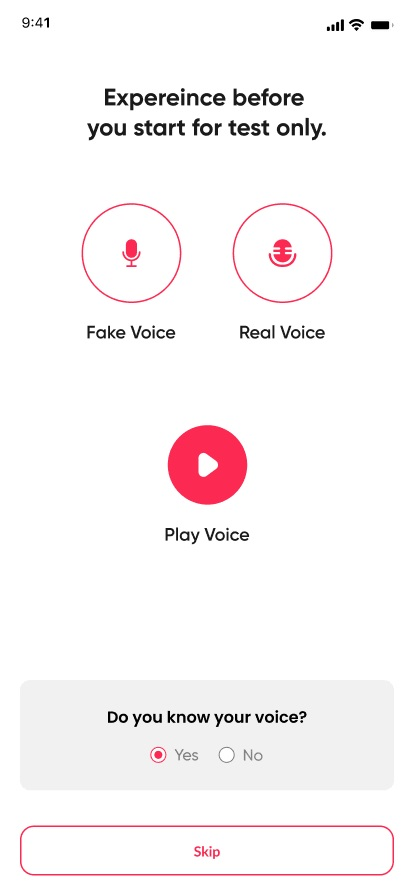 9:41
Expereince before
you start for test only.
Fake Voice
Real Voice
Play Voice
Do you know your voice?
Yes
No
Skip